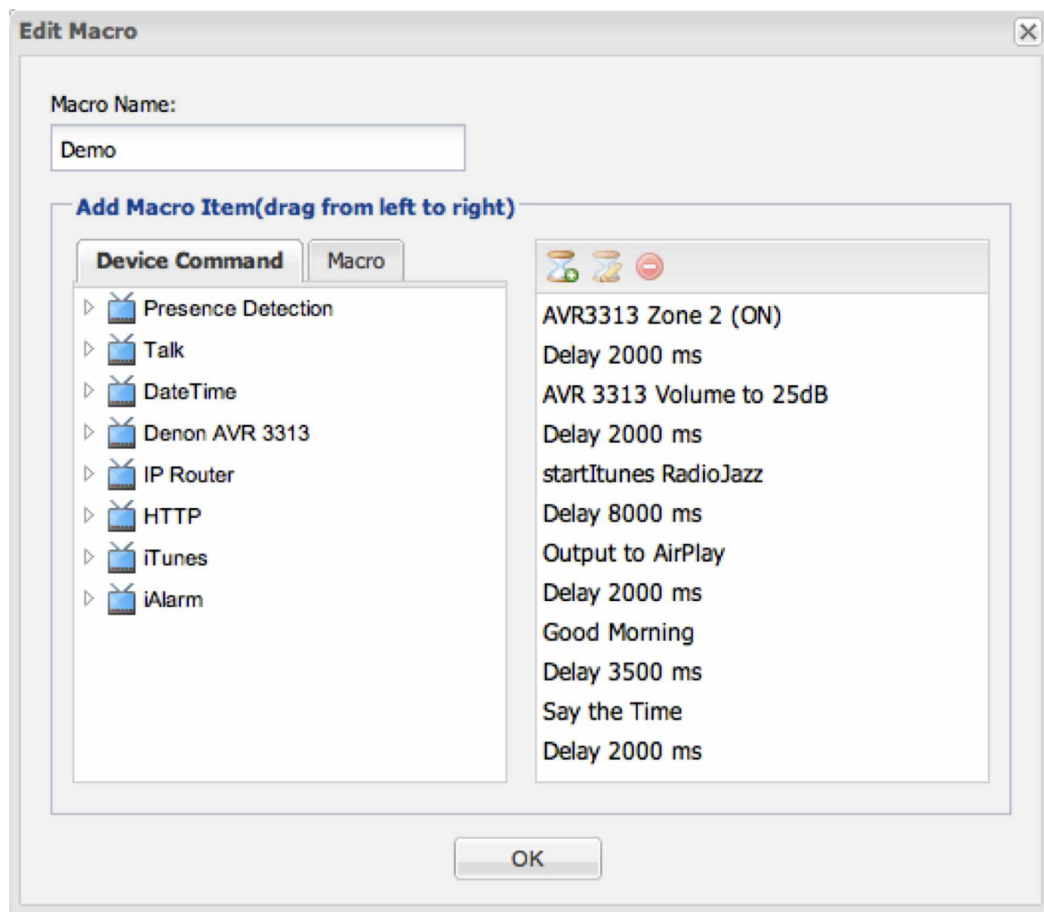 Edit Macro
Macro Name:
Demo
Add Macro Item(drag from left to right)
Device Command
Macro
Presence Detection
Talk
DateTime
Denon AVR 3313
IP Router
HTTP
iTunes
iAlarm
AVR3313 Zone 2 (ON)
Delay 2000 ms
AVR 3313 Volume to 25dB
Delay 2000 ms
startItunes RadioJazz
Delay 8000 ms
Output to AirPlay
Delay 2000 ms
Good Morning
Delay 3500 ms
Say the Time
Delay 2000 ms
OK